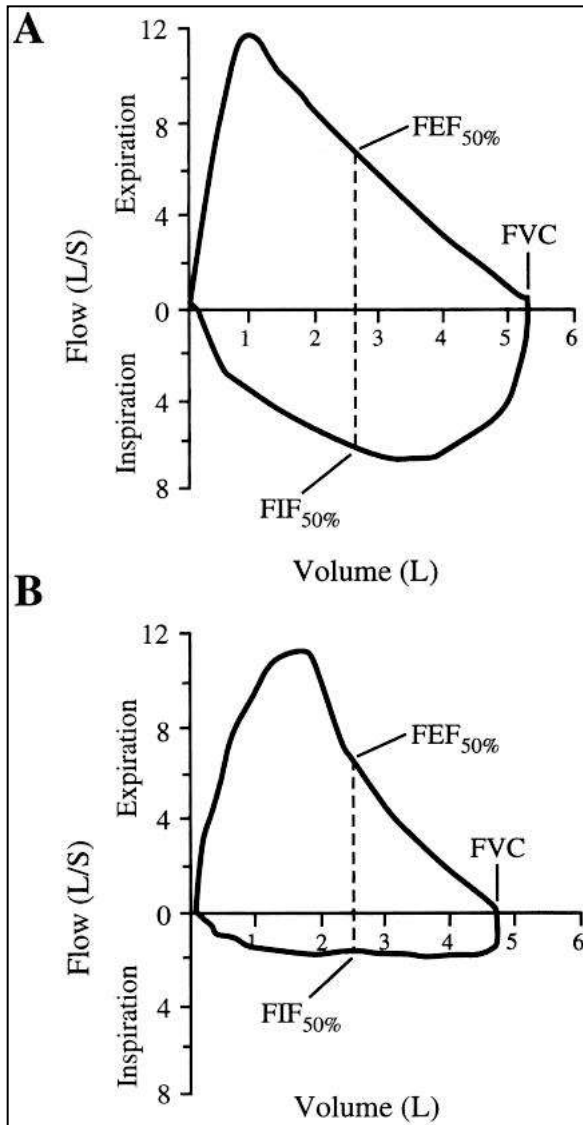 A
12
Expiration
8
FEF50%
4
FVC
Flow (L/S)
0
1 2 3 4 5 6
Inspiration
4
8
FIF50%
Volume (L)
B
12
Expiration
8
FEF50%
4
FVC
Flow (L/S)
0
1 2 3 4 5 6
Inspiration
4
FIF50%
8
Volume (L)